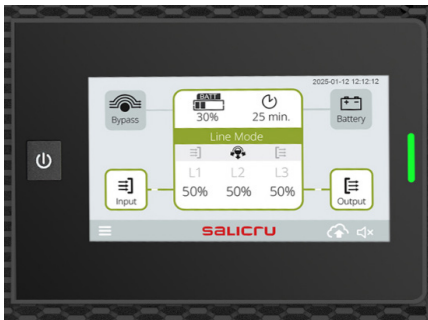 2025-01-12 12:12:12
BATT
30%
25 min.
Bypass
Battery
Line Mode
L1 L2 L3
50% 50% 50%
Input
Output
SALICRU